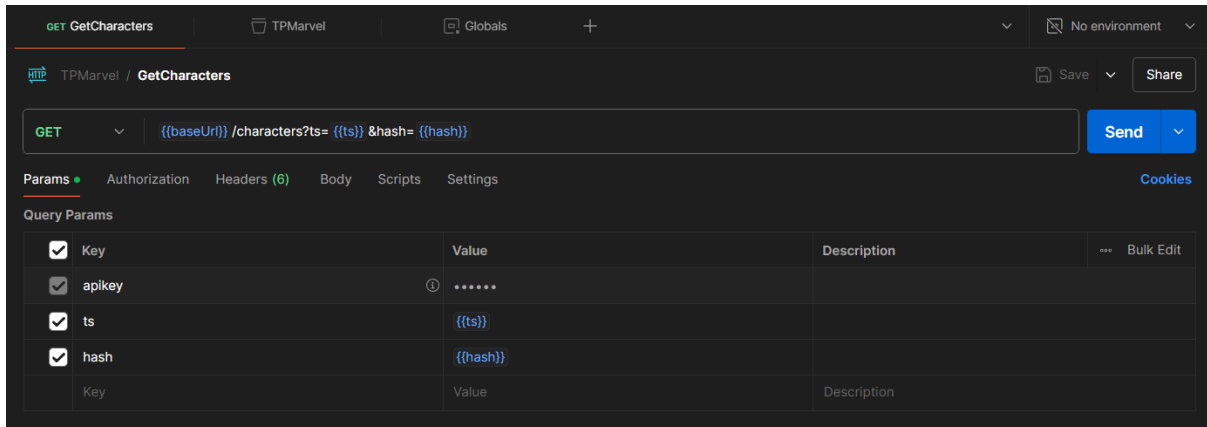 GET GetCharacters TPMarvel Globals + No environment
HTTP TPMarvel / GetCharacters Save Share
GET {{baseUrl}} /characters?ts= {{ts}} &hash= {{hash}} Send
Params Authorization Headers (6) Body Scripts Settings Cookies
Query Params
Key Value Description ••• Bulk Edit
apikey ••••••
ts {{ts}}
hash {{hash}}
Key Value Description